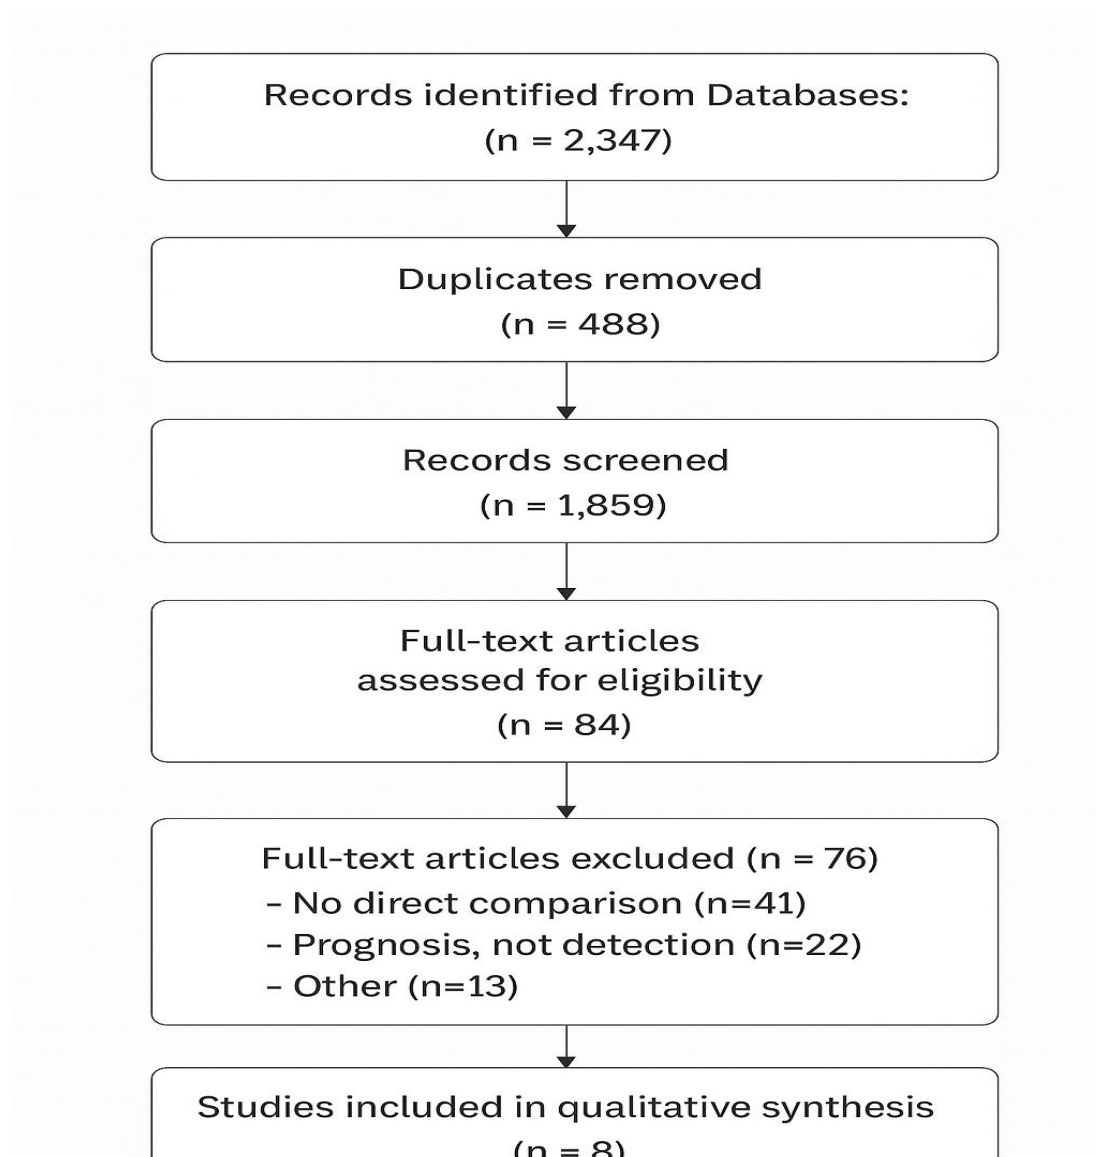 Records identified from Databases:
(n = 2,347)
Duplicates removed
(n = 488)
Records screened
(n = 1,859)
Full-text articles
assessed for eligibility
(n = 84)
Full-text articles excluded (n = 76)
– No direct comparison (n=41)
– Prognosis, not detection (n=22)
– Other (n=13)
Studies included in qualitative synthesis
(n = 8)